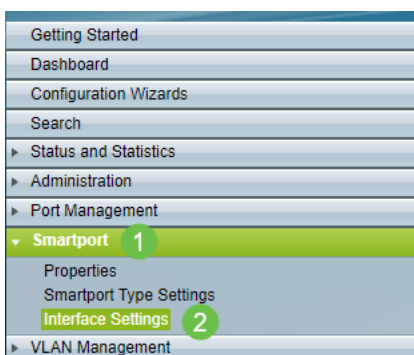 Getting Started
Dashboard
Configuration Wizards
Search
Status and Statistics
Administration
Port Management
Smartport 1
Properties
Smartport Type Settings
Interface Settings 2
VLAN Management